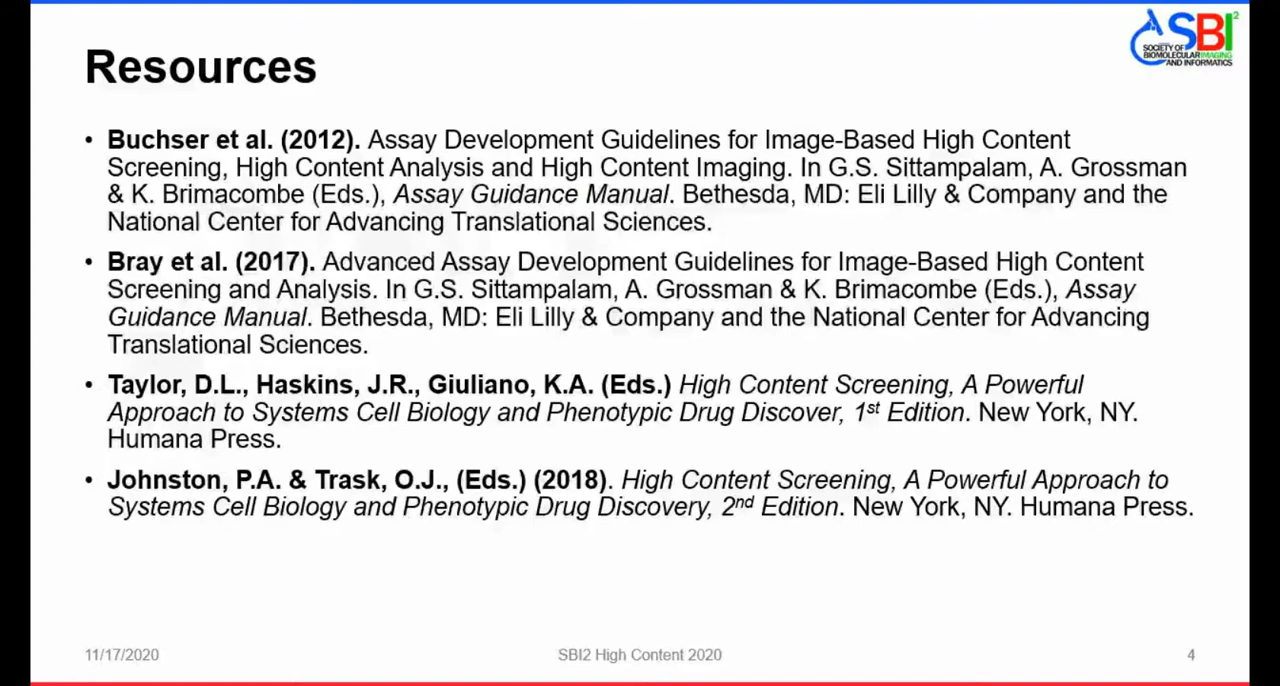 SBI²
SOCIETY OF
BIOMOLECULAR IMAGING
AND INFORMATICS
Resources
• Buchser et al. (2012). Assay Development Guidelines for Image-Based High Content
Screening, High Content Analysis and High Content Imaging. In G.S. Sittampalam, A. Grossman
& K. Brimacombe (Eds.), Assay Guidance Manual. Bethesda, MD: Eli Lilly & Company and the
National Center for Advancing Translational Sciences.
• Bray et al. (2017). Advanced Assay Development Guidelines for Image-Based High Content
Screening and Analysis. In G.S. Sittampalam, A. Grossman & K. Brimacombe (Eds.), Assay
Guidance Manual. Bethesda, MD: Eli Lilly & Company and the National Center for Advancing
Translational Sciences.
• Taylor, D.L., Haskins, J.R., Giuliano, K.A. (Eds.) High Content Screening, A Powerful
Approach to Systems Cell Biology and Phenotypic Drug Discover, 1st Edition. New York, NY.
Humana Press.
• Johnston, P.A. & Trask, O.J., (Eds.) (2018). High Content Screening, A Powerful Approach to
Systems Cell Biology and Phenotypic Drug Discovery, 2nd Edition. New York, NY. Humana Press.
11/17/2020
SBI2 High Content 2020
4